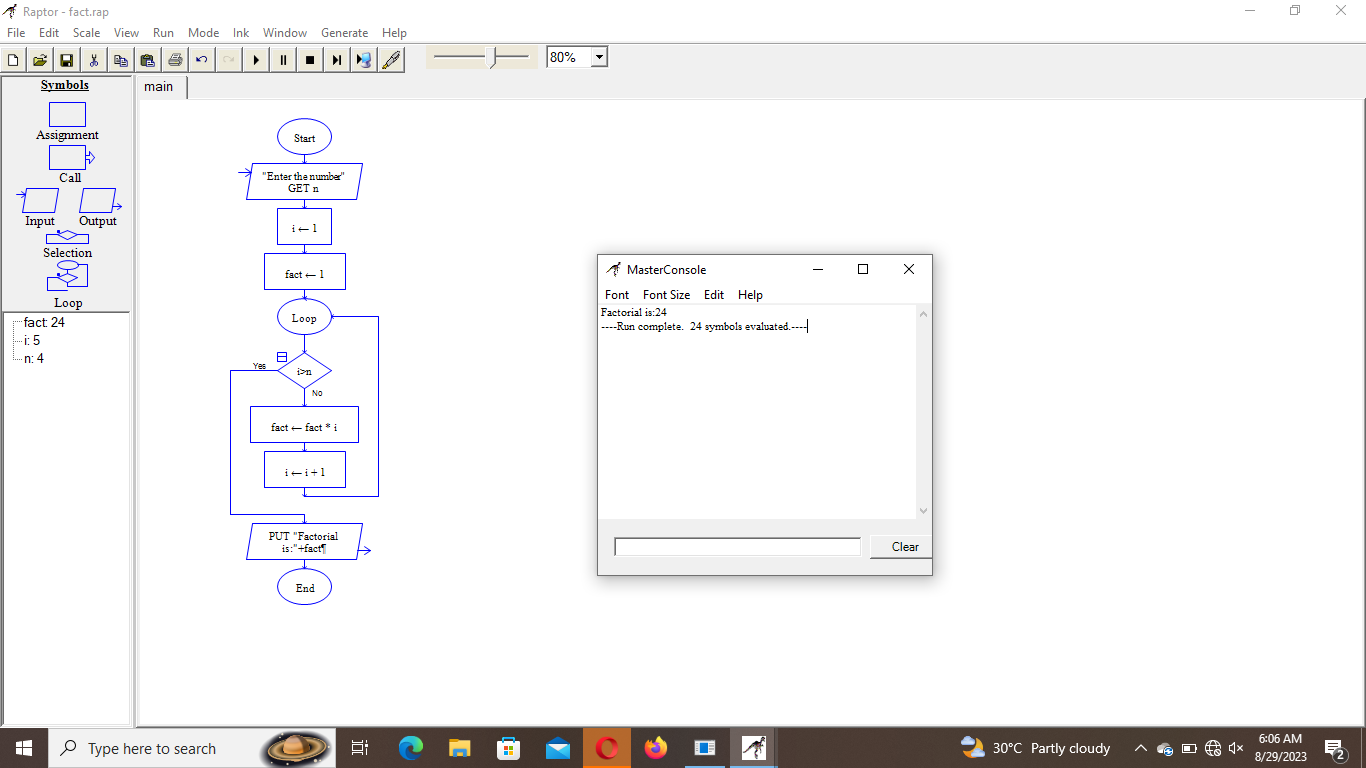 Raptor - fact.rap
File Edit Scale View Run Mode Ink Window Generate Help
80%
Symbols
Assignment
Call
Input Output
Selection
Loop
fact: 24
i: 5
n: 4
main
Start
"Enter the number"
GET n
i ← 1
fact ← 1
Loop
Yes
i>n
No
fact ← fact * i
i ← i + 1
PUT "Factorial
is:"+fact¶
End
MasterConsole
Font Font Size Edit Help
Factorial is:24
----Run complete.  24 symbols evaluated.----
Clear
Type here to search
30°C Partly cloudy
6:06 AM
8/29/2023
2